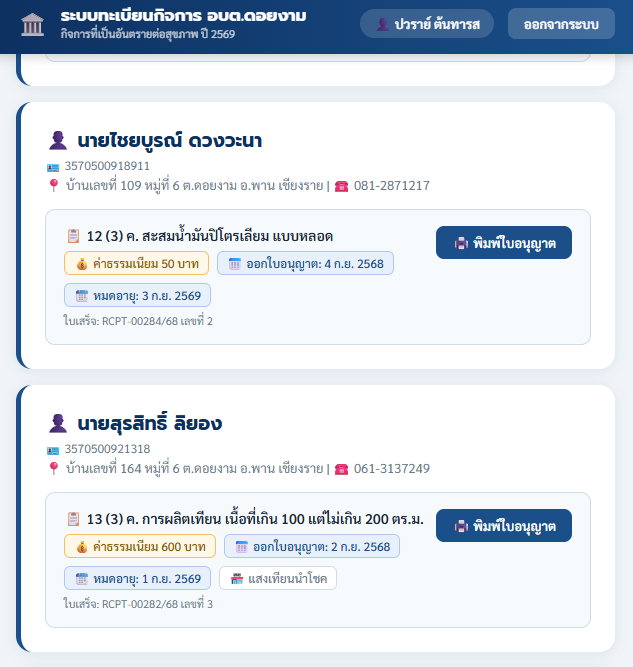 ระบบทะเบียนกิจการ อบต.ดอยงาม
กิจการที่เป็นอันตรายต่อสุขภาพ ปี 2569
ปวราย์ ต้นทารส
ออกจากระบบ
นายไชยบูรณ์ ดวงวะนา
3570500918911
บ้านเลขที่ 109 หมู่ที่ 6 ต.ดอยงาม อ.พาน เชียงราย | 081-2871217
12 (3) ค. สะสมน้ำมันปิโตรเลียม แบบหลอด
พิมพ์ใบอนุญาต
ค่าธรรมเนียม 50 บาท
ออกใบอนุญาต: 4 ก.ย. 2568
หมดอายุ: 3 ก.ย. 2569
ใบเสร็จ: RCPT-00284/68 เลขที่ 2
นายสุรสิทธิ์ ลิยอง
3570500921318
บ้านเลขที่ 164 หมู่ที่ 6 ต.ดอยงาม อ.พาน เชียงราย | 061-3137249
13 (3) ค. การผลิตเทียน เนื้อที่เกิน 100 แต่ไม่เกิน 200 ตร.ม.
พิมพ์ใบอนุญาต
ค่าธรรมเนียม 600 บาท
ออกใบอนุญาต: 2 ก.ย. 2568
หมดอายุ: 1 ก.ย. 2569
แสงเทียนนำโชค
ใบเสร็จ: RCPT-00282/68 เลขที่ 3